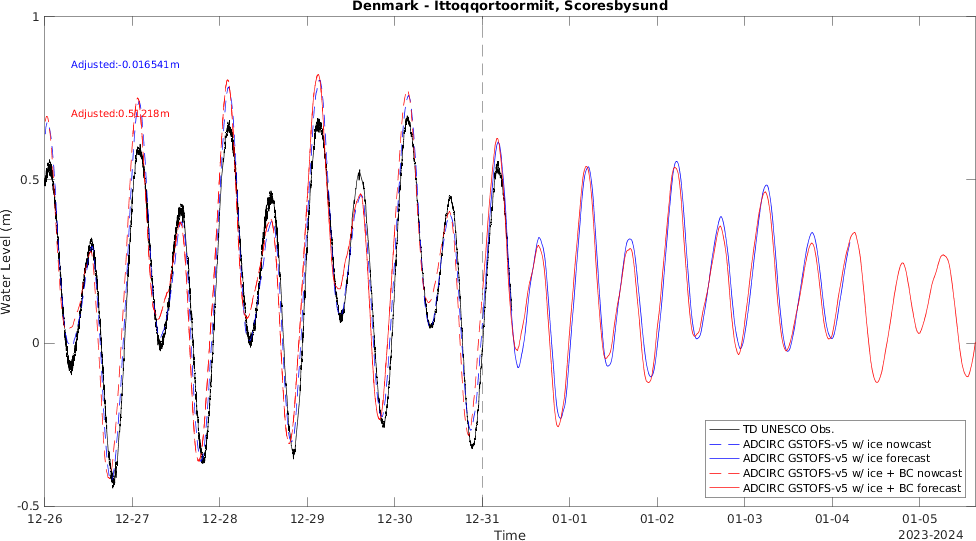 Denmark - Ittoqqortoormiit, Scoresbysund
1
Adjusted:-0.016541m
Adjusted:0.51218m
0.5
Water Level (m)
0
-0.5
TD UNESCO Obs.
ADCIRC GSTOFS-v5 w/ ice nowcast
ADCIRC GSTOFS-v5 w/ ice forecast
ADCIRC GSTOFS-v5 w/ ice + BC nowcast
ADCIRC GSTOFS-v5 w/ ice + BC forecast
12-26 12-27 12-28 12-29 12-30 12-31 01-01 01-02 01-03 01-04 01-05
Time
2023-2024